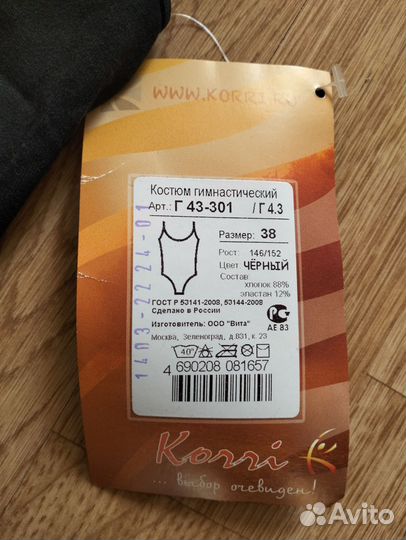 WWW.KORRI.RU
Костюм гимнастический
Арт.: Г 43-301 / Г 4.3
Размер: 38
Рост: 146/152
Цвет: ЧЁРНЫЙ
Состав:
хлопок 88%
эластан 12%
ГОСТ Р 53141-2008, 53144-2008
Сделано в России
Изготовитель: ООО "Вита"
Москва, Зеленоград, д.831, к. 23
АЕ 83
40°
4 690208 081657
1403-2224-01
Korri
... выбор очевиден!
Avito